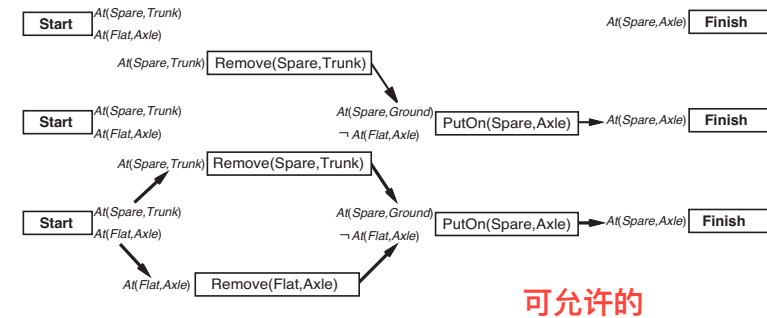 Start At(Spare,Trunk) At(Spare,Axle) Finish
At(Flat,Axle)
At(Spare,Trunk) Remove(Spare,Trunk)
Start At(Spare,Trunk) At(Spare,Ground) PutOn(Spare,Axle) At(Spare,Axle) Finish
At(Flat,Axle) ¬ At(Flat,Axle)
At(Spare,Trunk) Remove(Spare,Trunk)
Start At(Spare,Trunk) At(Spare,Ground) PutOn(Spare,Axle) At(Spare,Axle) Finish
At(Flat,Axle) ¬ At(Flat,Axle)
At(Flat,Axle) Remove(Flat,Axle)
可允许的